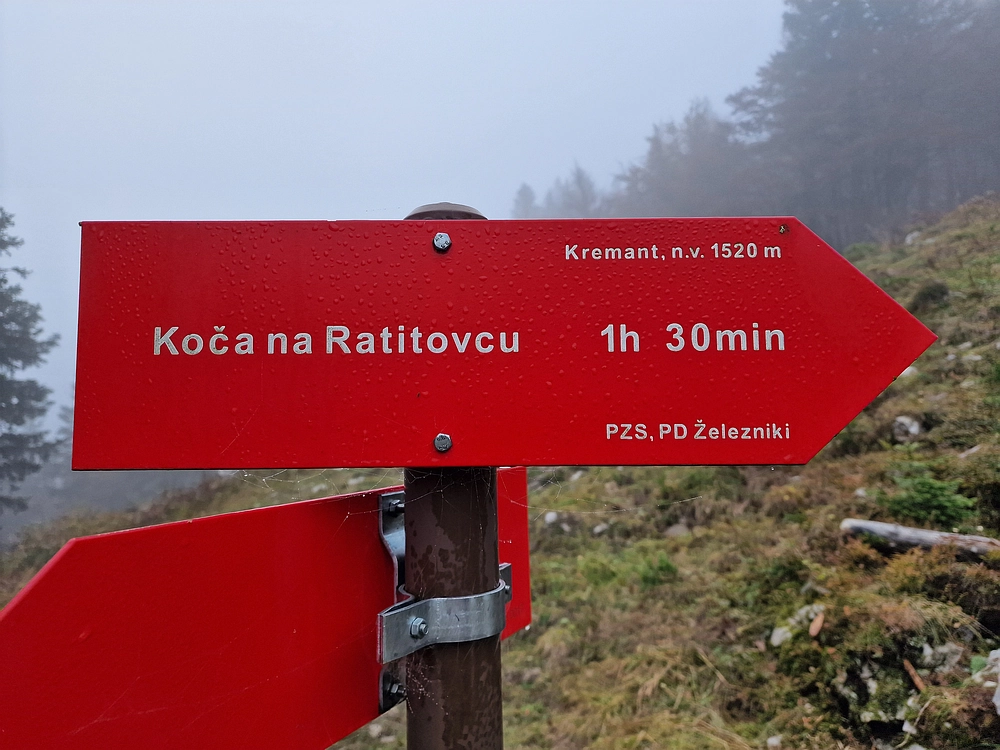 Kremant, n.v. 1520 m
Koča na Ratitovcu 1h 30min
PZS, PD Železniki